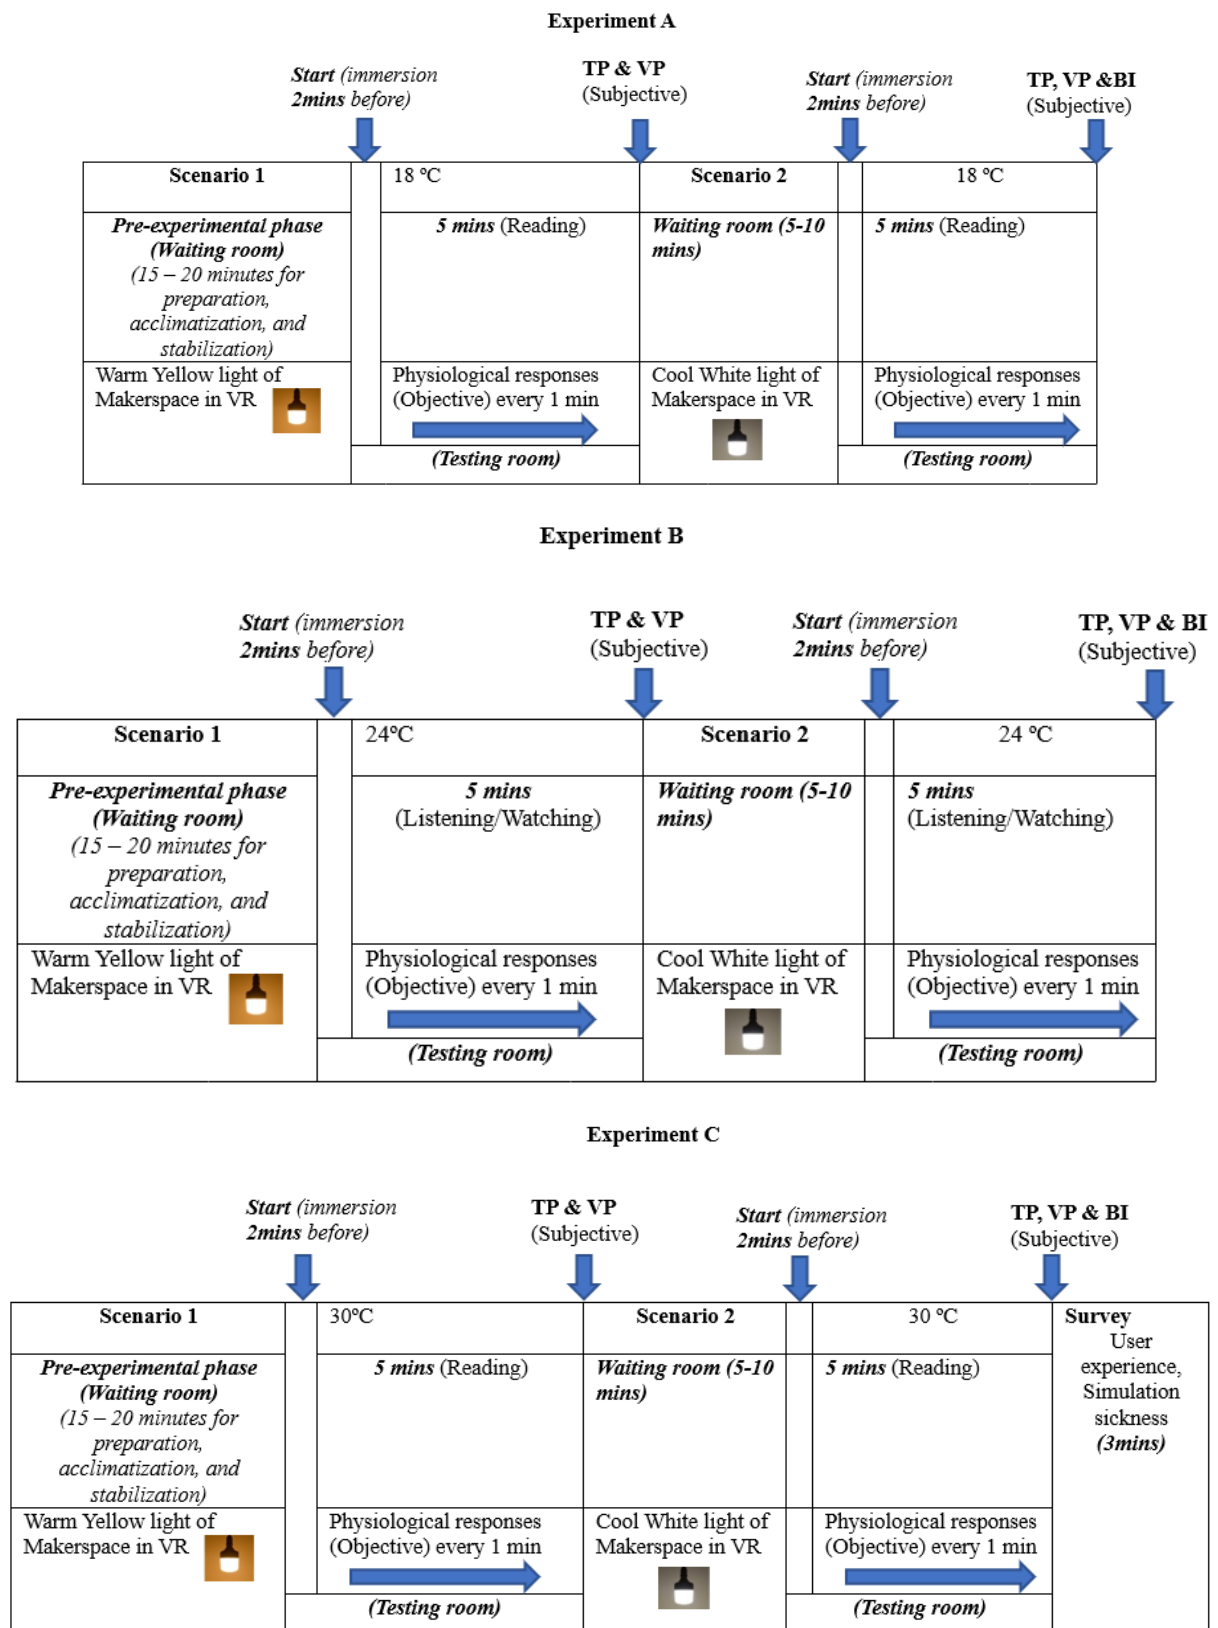 Experiment A
Start (immersion
2mins before)
TP & VP
(Subjective)
Start (immersion
2mins before)
TP, VP &BI
(Subjective)
Scenario 1
18 ºC
Scenario 2
18 ºC
Pre-experimental phase
(Waiting room)
(15 – 20 minutes for
preparation,
acclimatization, and
stabilization)
5 mins (Reading)
Waiting room (5-10
mins)
5 mins (Reading)
Warm Yellow light of
Makerspace in VR
Physiological responses
(Objective) every 1 min
(Testing room)
Cool White light of
Makerspace in VR
Physiological responses
(Objective) every 1 min
(Testing room)
Experiment B
Start (immersion
2mins before)
TP & VP
(Subjective)
Start (immersion
2mins before)
TP, VP & BI
(Subjective)
Scenario 1
24ºC
Scenario 2
24 ºC
Pre-experimental phase
(Waiting room)
(15 – 20 minutes for
preparation,
acclimatization, and
stabilization)
5 mins
(Listening/Watching)
Waiting room (5-10
mins)
5 mins
(Listening/Watching)
Warm Yellow light of
Makerspace in VR
Physiological responses
(Objective) every 1 min
(Testing room)
Cool White light of
Makerspace in VR
Physiological responses
(Objective) every 1 min
(Testing room)
Experiment C
Start (immersion
2mins before)
TP & VP
(Subjective)
Start (immersion
2mins before)
TP, VP & BI
(Subjective)
Scenario 1
30ºC
Scenario 2
30 ºC
Survey
User
experience,
Simulation
sickness
(3mins)
Pre-experimental phase
(Waiting room)
(15 – 20 minutes for
preparation,
acclimatization, and
stabilization)
5 mins (Reading)
Waiting room (5-10
mins)
5 mins (Reading)
Warm Yellow light of
Makerspace in VR
Physiological responses
(Objective) every 1 min
(Testing room)
Cool White light of
Makerspace in VR
Physiological responses
(Objective) every 1 min
(Testing room)